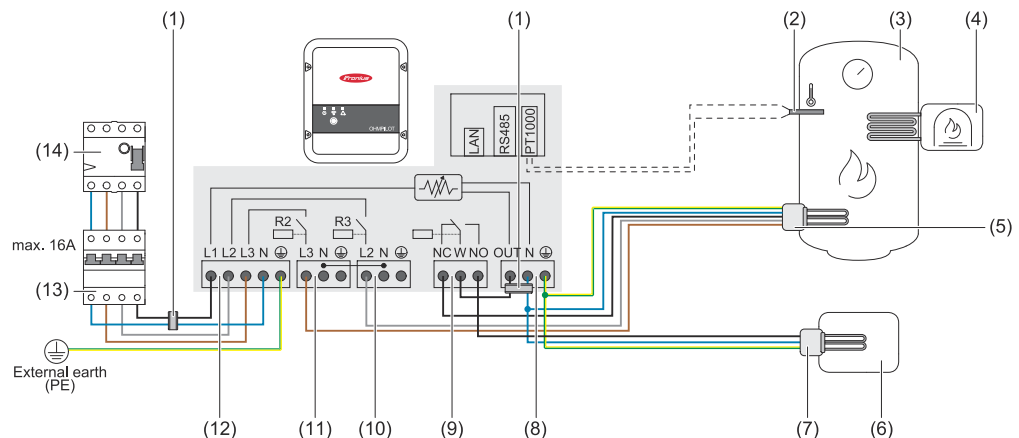 (1) (1) (2) (3) (4)
Fronius
OHMPILOT
LAN
RS485
PT1000
(14)
R2 R3
max. 16A
L1 L2 L3 N L3 N L2 N NC W NO OUT N
(5)
(13)
External earth
(PE)
(12) (11) (10) (9) (8) (7) (6)